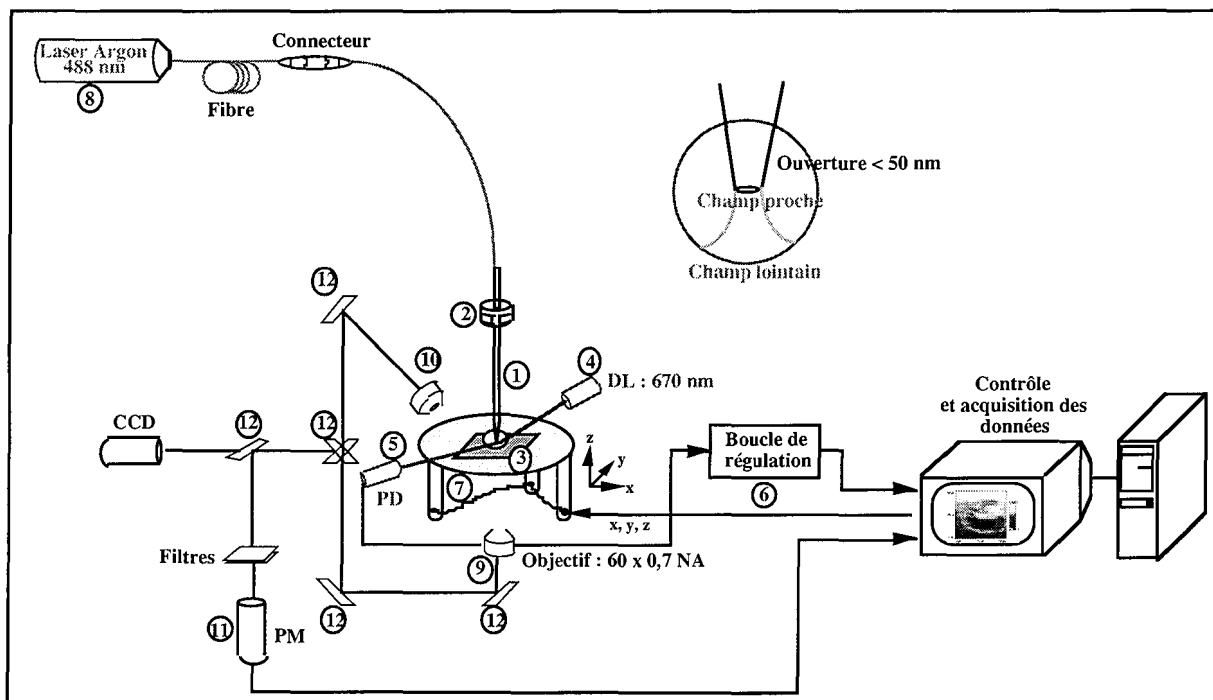 Laser Argon
488 nm
8
Connecteur
Fibre
Ouverture < 50 nm
Champ proche
Champ lointain
12
2
10
1
4
DL : 670 nm
Contrôle
et acquisition des
données
CCD
12
12
5
3
z
y
x
Boucle de
régulation
6
PD
7
x, y, z
Filtres
9
Objectif : 60 x 0,7 NA
12
12
11
PM